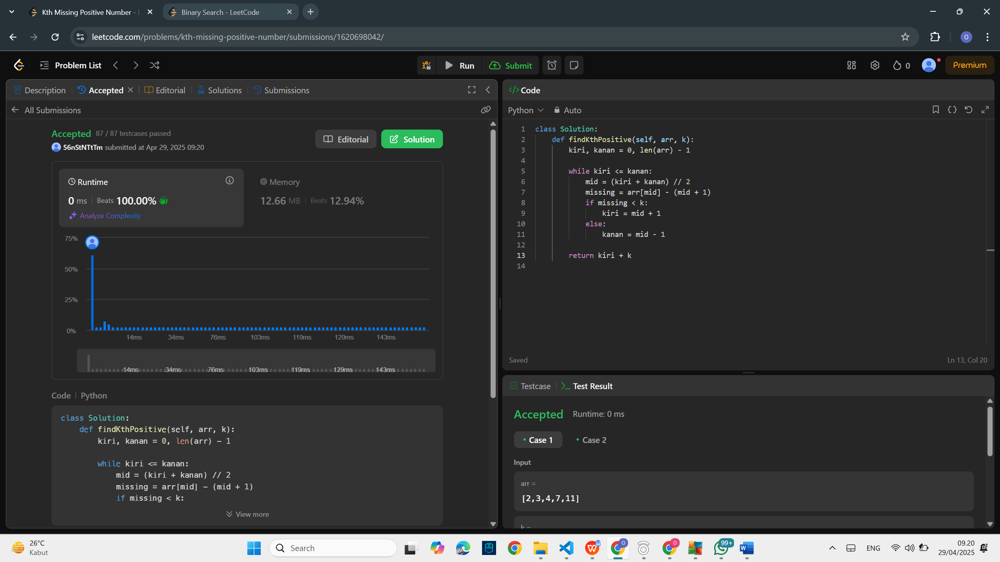 Kth Missing Positive Number - L
Binary Search - LeetCode
leetcode.com/problems/kth-missing-positive-number/submissions/1620698042/
O
Problem List
Run
Submit
0
Premium
Description
Accepted
Editorial
Solutions
Submissions
All Submissions
Accepted 87 / 87 testcases passed
56nStNTtTm submitted at Apr 29, 2025 09:20
Editorial
Solution
Runtime
0 ms Beats 100.00%
Analyze Complexity
Memory
12.66 MB Beats 12.94%
75%
50%
25%
0%
14ms 34ms 76ms 103ms 119ms 129ms 143ms
14ms 34ms 76ms 103ms 119ms 129ms 143ms
Code Python
class Solution:
def findKthPositive(self, arr, k):
kiri, kanan = 0, len(arr) - 1
while kiri <= kanan:
mid = (kiri + kanan) // 2
missing = arr[mid] - (mid + 1)
if missing < k:
View more
</> Code
Python
Auto
1 class Solution:
2 def findKthPositive(self, arr, k):
3 kiri, kanan = 0, len(arr) - 1
4
5 while kiri <= kanan:
6 mid = (kiri + kanan) // 2
7 missing = arr[mid] - (mid + 1)
8 if missing < k:
9 kiri = mid + 1
10 else:
11 kanan = mid - 1
12
13 return kiri + k
14
Saved
Ln 13, Col 20
Testcase
Test Result
Accepted Runtime: 0 ms
Case 1
Case 2
Input
arr =
[2,3,4,7,11]
k =
26°C
Kabut
Search
99+
ENG
09.20
29/04/2025